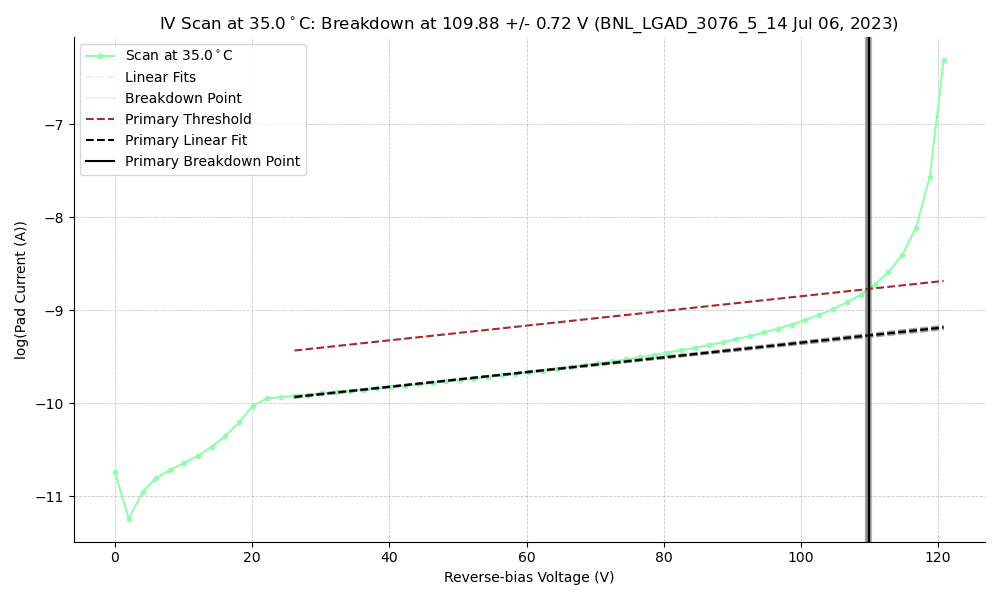 IV Scan at 35.0°C: Breakdown at 109.88 +/- 0.72 V (BNL_LGAD_3076_5_14 Jul 06, 2023)
Scan at 35.0°C
Linear Fits
Breakdown Point
Primary Threshold
Primary Linear Fit
Primary Breakdown Point
log(Pad Current (A))
−7
−8
−9
−10
−11
0 20 40 60 80 100 120
Reverse-bias Voltage (V)